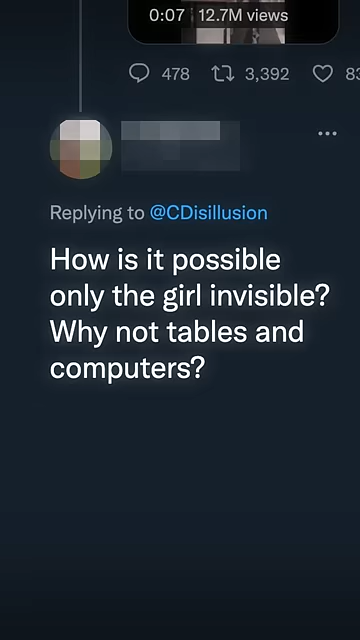 0:07 12.7M views
478 3,392
Replying to @CDisillusion
How is it possible
only the girl invisible?
Why not tables and
computers?